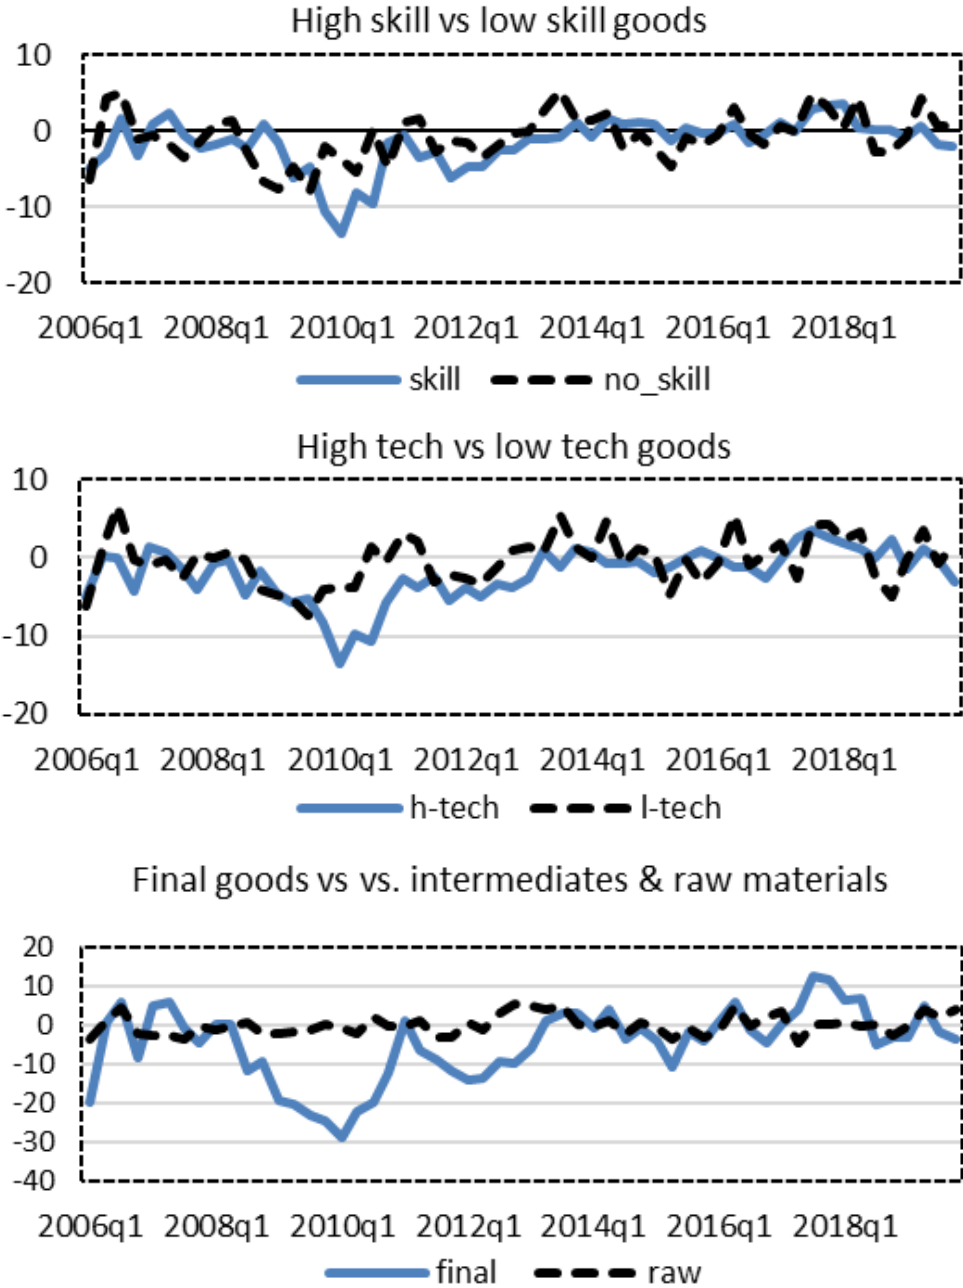 High skill vs low skill goods
10
0
-10
-20
2006q1 2008q1 2010q1 2012q1 2014q1 2016q1 2018q1
skill no_skill
High tech vs low tech goods
10
0
-10
-20
2006q1 2008q1 2010q1 2012q1 2014q1 2016q1 2018q1
h-tech l-tech
Final goods vs vs. intermediates & raw materials
20
10
0
-10
-20
-30
-40
2006q1 2008q1 2010q1 2012q1 2014q1 2016q1 2018q1
final raw